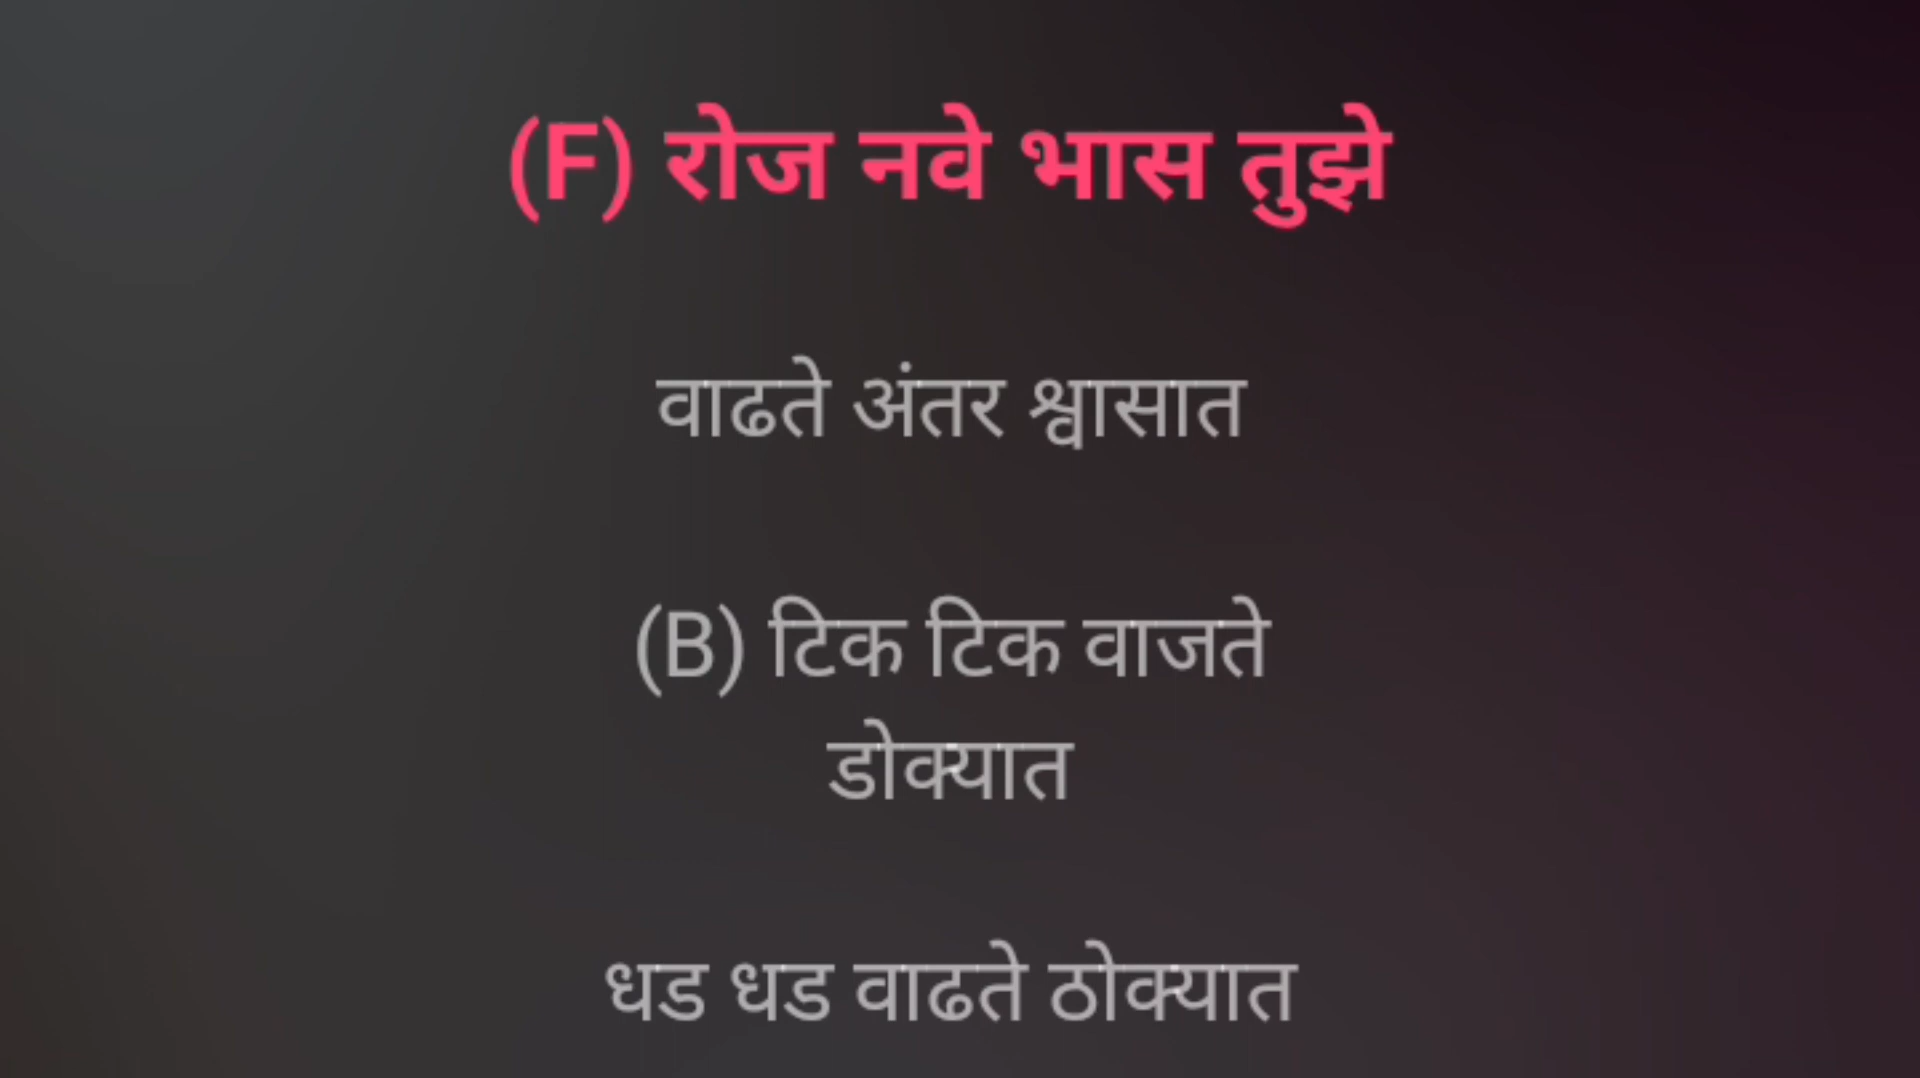 (F) रोज नवे भास तुझे
वाढते अंतर श्वासात
(B) टिक टिक वाजते
डोक्यात
धड धड वाढते ठोक्यात